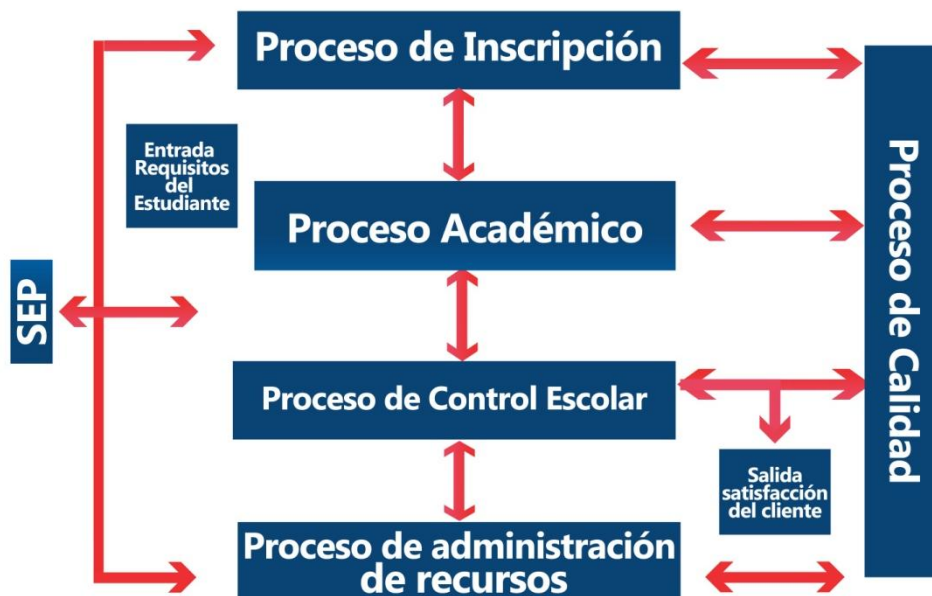 Proceso de Inscripción
Entrada
Requisitos
del
Estudiante
Proceso Académico
SEP
Proceso de Control Escolar
Salida
satisfacción
del cliente
Proceso de administración
de recursos
Proceso de Calidad